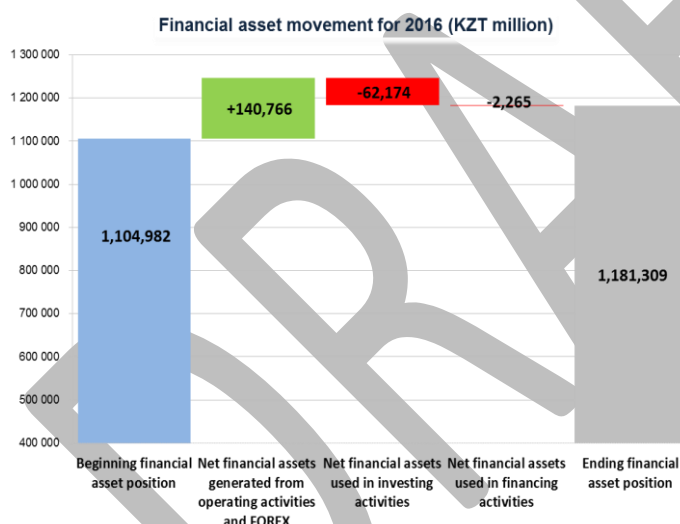 Financial asset movement for 2016 (KZT million)
1 300 000
1 200 000
1 100 000
1 000 000
900 000
800 000
700 000
600 000
500 000
400 000
1,104,982
+140,766
-62,174
-2,265
1,181,309
Beginning financial
asset position
Net financial assets
generated from
operating activities
and FOREX
Net financial assets
used in investing
activities
Net financial assets
used in financing
activities
Ending financial
asset position
DRA